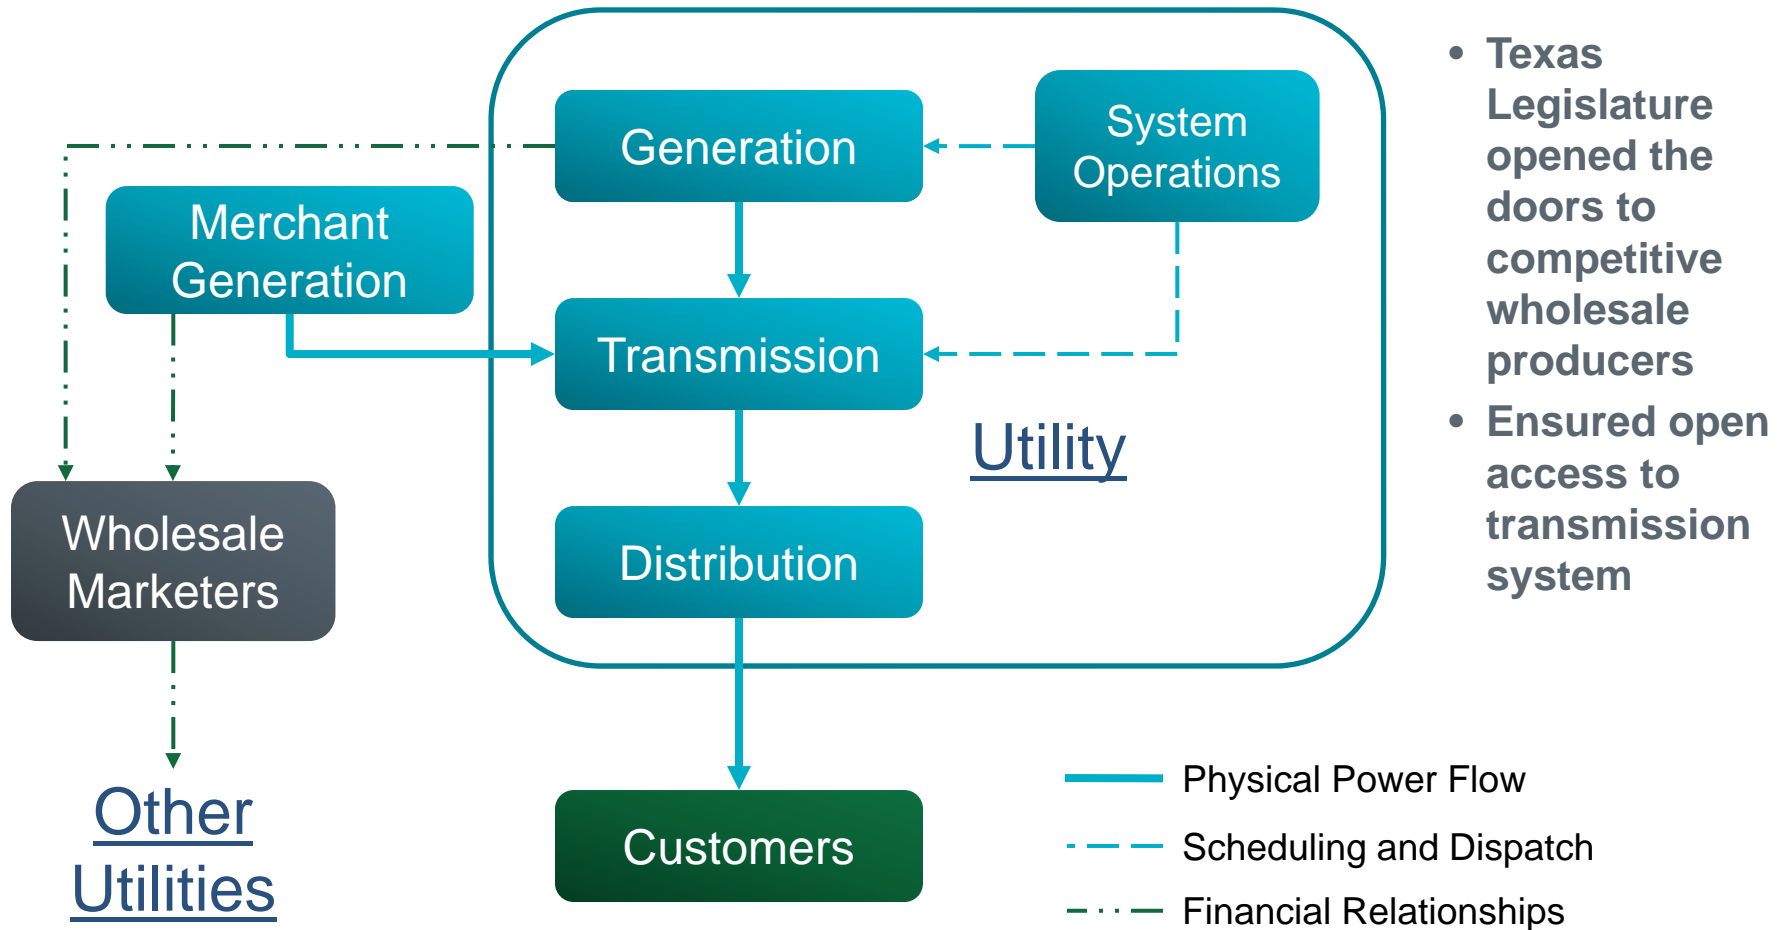 Generation
System
Operations
Merchant
Generation
Transmission
Utility
Wholesale
Marketers
Distribution
Other
Utilities
Customers
• Texas
Legislature
opened the
doors to
competitive
wholesale
producers
• Ensured open
access to
transmission
system
Physical Power Flow
Scheduling and Dispatch
Financial Relationships